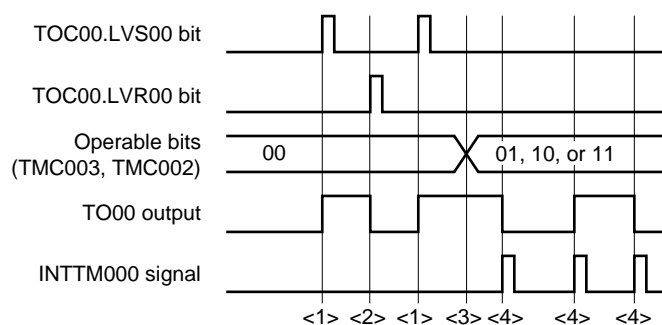 TOC00.LVS00 bit
TOC00.LVR00 bit
Operable bits
(TMC003, TMC002)
00
01, 10, or 11
TO00 output
INTTM000 signal
<1> <2> <1> <3> <4> <4> <4>